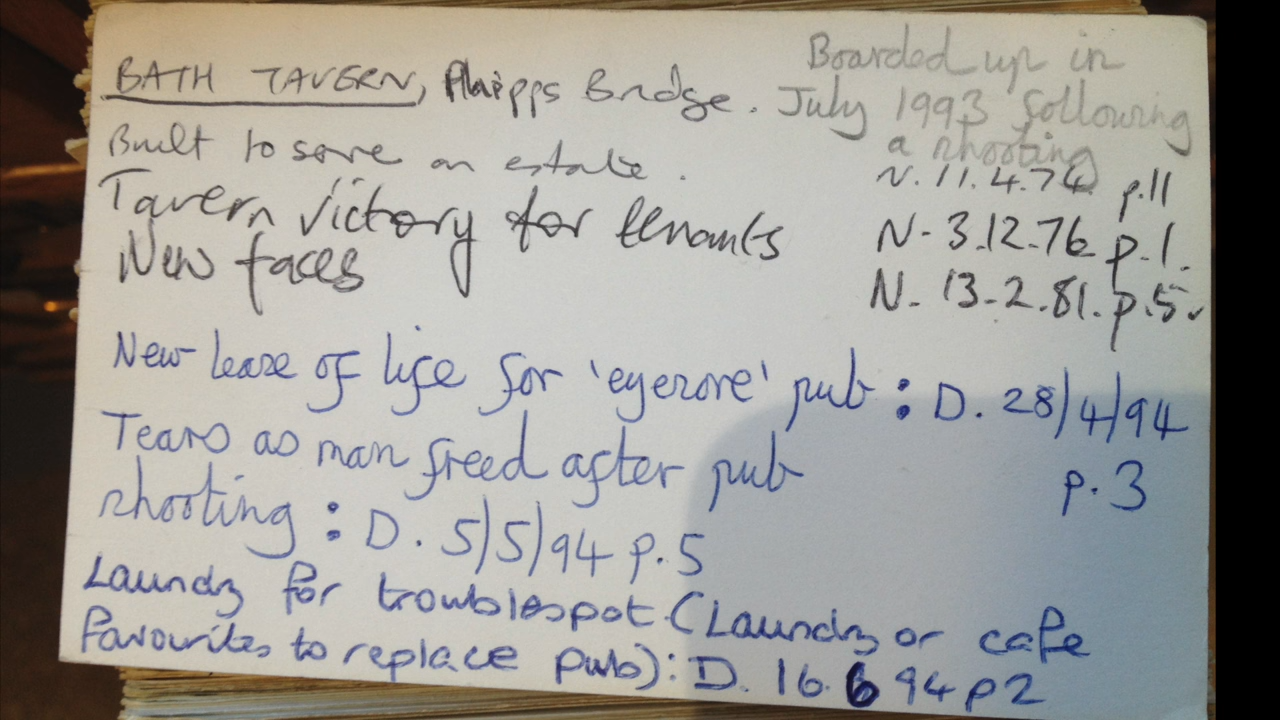 BATH TAVERN, Phipps Bridge.
Boarded up in
July 1993 following
a shooting
Built to serve an estate.
N. 11.4.74 p.11
Tavern victory for tenants
N. 3.12.76 p.1.
New faces
N. 13.2.81. p.5.
New lease of life for 'eyesore' pub : D. 28/4/94
p.3
Tears as man freed after pub
shooting : D. 5/5/94 p.5
Laundry for troublespot (Laundry or cafe
favourites to replace pub): D. 16.6 94 p2